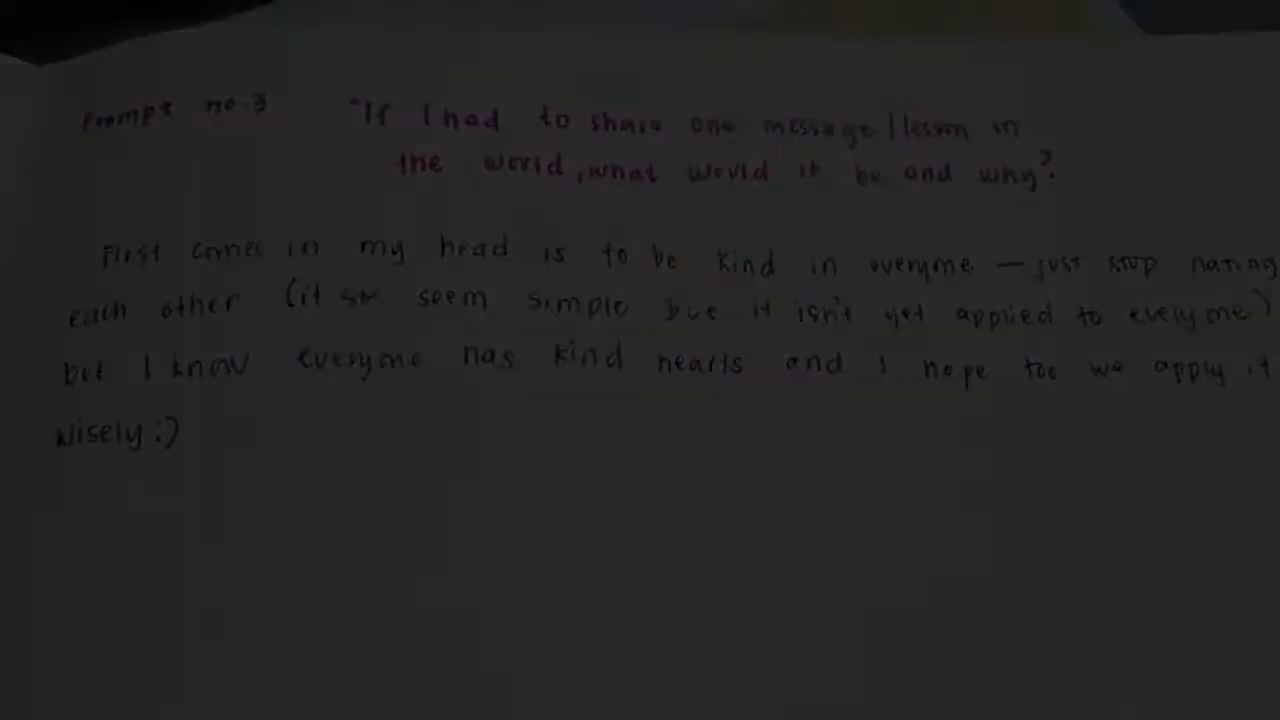 Prompt no.3 "If I had to share one message/lesson in
the world, what would it be and why?
First comes in my head is to be kind in everyone — just stop hating
each other (it se seem simple but it isn't yet applied to everyone)
but I know everyone has kind hearts and I hope too we apply it
wisely :)